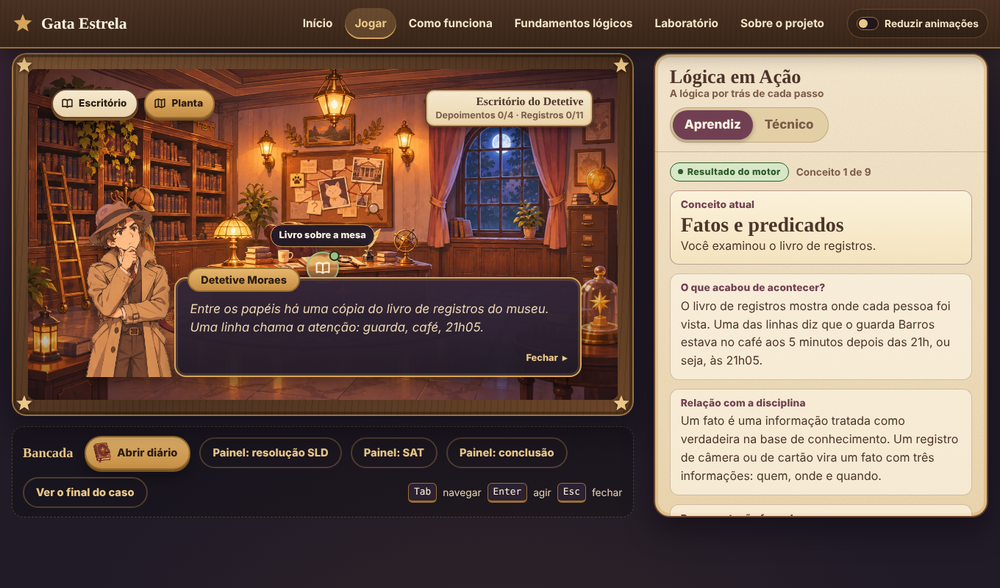 Gata Estrela
Início
Jogar
Como funciona
Fundamentos lógicos
Laboratório
Sobre o projeto
Reduzir animações
Escritório
Planta
Escritório do Detetive
Depoimentos 0/4 · Registros 0/11
Livro sobre a mesa
Detetive Moraes
Entre os papéis há uma cópia do livro de registros do museu.
Uma linha chama a atenção: guarda, café, 21h05.
Fechar ▸
Bancada
Abrir diário
Painel: resolução SLD
Painel: SAT
Painel: conclusão
Ver o final do caso
Tab navegar Enter agir Esc fechar
Lógica em Ação
A lógica por trás de cada passo
Aprendiz
Técnico
Resultado do motor
Conceito 1 de 9
Conceito atual
Fatos e predicados
Você examinou o livro de registros.
O que acabou de acontecer?
O livro de registros mostra onde cada pessoa foi
vista. Uma das linhas diz que o guarda Barros
estava no café aos 5 minutos depois das 21h, ou
seja, às 21h05.
Relação com a disciplina
Um fato é uma informação tratada como
verdadeira na base de conhecimento. Um registro
de câmera ou de cartão vira um fato com três
informações: quem, onde e quando.